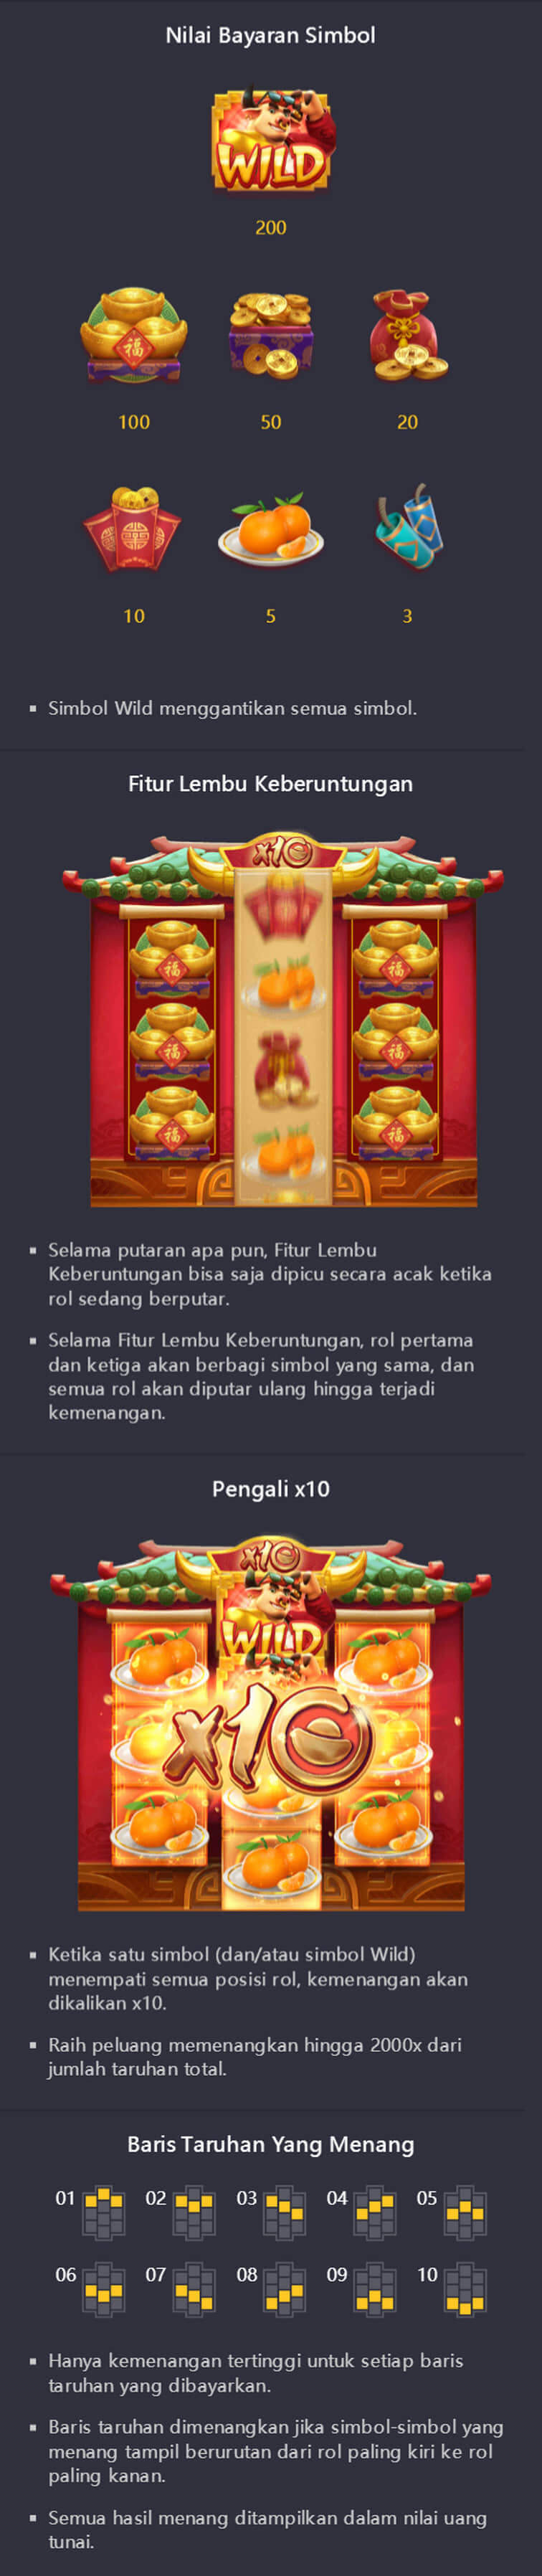 Nilai Bayaran Simbol
WILD
200
福
100
50
20
10
5
3
Simbol Wild menggantikan semua simbol.
Fitur Lembu Keberuntungan
x10
福 福
福 福
福 福
Selama putaran apa pun, Fitur Lembu
Keberuntungan bisa saja dipicu secara acak ketika
rol sedang berputar.
Selama Fitur Lembu Keberuntungan, rol pertama
dan ketiga akan berbagi simbol yang sama, dan
semua rol akan diputar ulang hingga terjadi
kemenangan.
Pengali x10
x10
WILD
x10
Ketika satu simbol (dan/atau simbol Wild)
menempati semua posisi rol, kemenangan akan
dikalikan x10.
Raih peluang memenangkan hingga 2000x dari
jumlah taruhan total.
Baris Taruhan Yang Menang
01 02 03 04 05
06 07 08 09 10
Hanya kemenangan tertinggi untuk setiap baris
taruhan yang dibayarkan.
Baris taruhan dimenangkan jika simbol-simbol yang
menang tampil berurutan dari rol paling kiri ke rol
paling kanan.
Semua hasil menang ditampilkan dalam nilai uang
tunai.